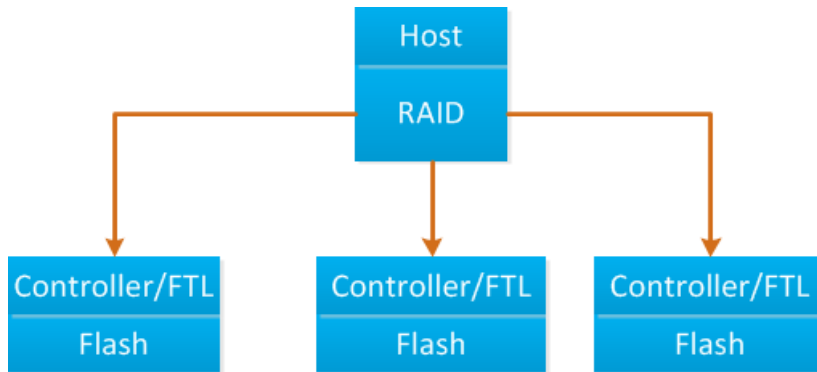 Host
RAID
Controller/FTL
Flash
Controller/FTL
Flash
Controller/FTL
Flash